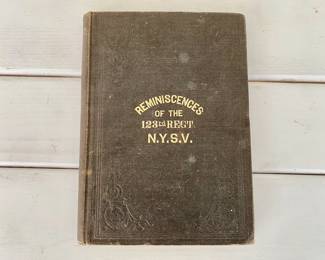 REMINISCENCES
OF THE
123rd REGT.
N.Y.S.V.